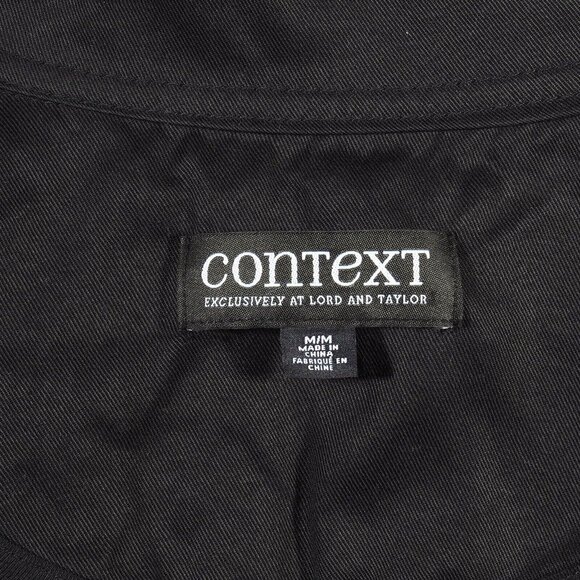 conTexT
EXCLUSIVELY AT LORD AND TAYLOR
M/M
MADE IN
CHINA
FABRIQUÉ EN
CHINE